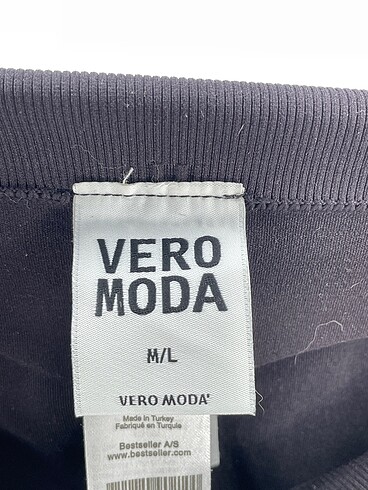 VERO
MODA
M/L
VERO MODA'
Made in Turkey
Fabriqué en Turquie
Bestseller A/S
www.bestseller.com